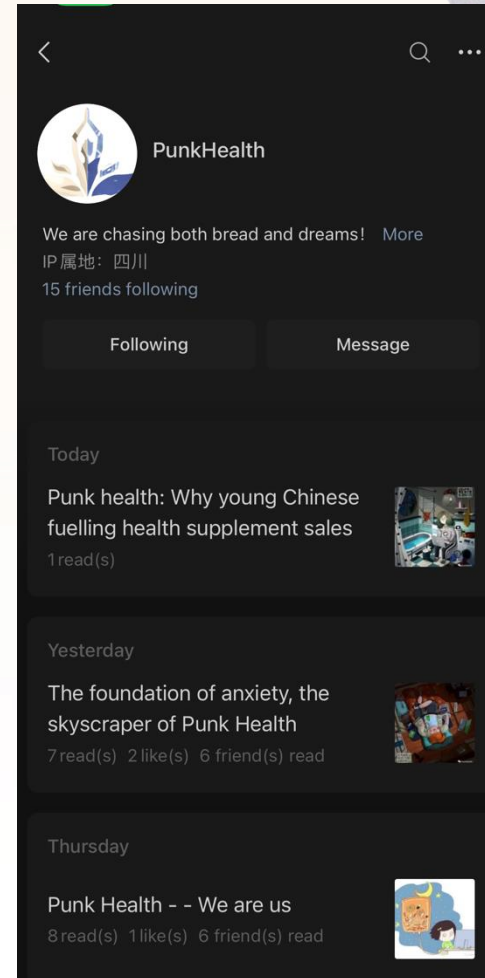 PunkHealth
We are chasing both bread and dreams! More
IP属地：四川
15 friends following
Following
Message
Today
Punk health: Why young Chinese
fuelling health supplement sales
1 read(s)
Yesterday
The foundation of anxiety, the
skyscraper of Punk Health
7 read(s) 2 like(s) 6 friend(s) read
Thursday
Punk Health - - We are us
8 read(s) 1 like(s) 6 friend(s) read